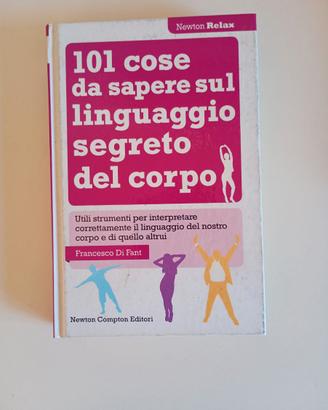 Newton Relax
101 cose
da sapere sul
linguaggio
segreto
del corpo
Utili strumenti per interpretare
correttamente il linguaggio del nostro
corpo e di quello altrui
Francesco Di Fant
Newton Compton Editori